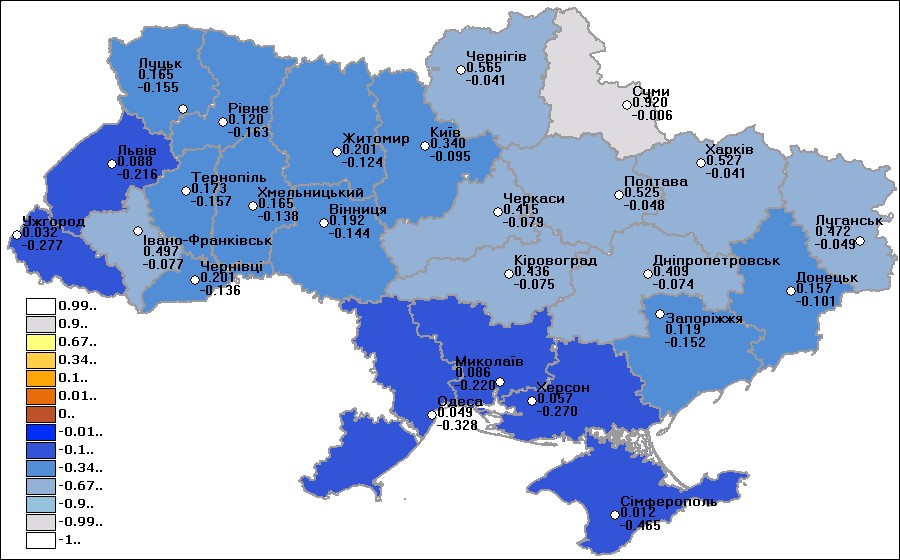 Луцьк
0.165
-0.155
Рівне
0.120
-0.163
Львів
0.088
-0.216
Тернопіль
0.173
-0.157
Хмельницький
0.165
-0.138
Вінниця
0.192
-0.144
Житомир
0.201
-0.124
Київ
0.340
-0.095
Чернігів
0.565
-0.041
Суми
0.920
-0.006
Харків
0.527
-0.041
Полтава
0.525
-0.048
Черкаси
0.415
-0.079
Луганськ
0.472
-0.049
Ужгород
0.032
-0.277
Івано-Франківськ
0.497
-0.077
Чернівці
0.201
-0.136
Кіровоград
0.436
-0.075
Дніпропетровськ
0.409
-0.074
Донецьк
0.157
-0.101
Запоріжжя
0.119
-0.152
Миколаїв
0.086
-0.220
Херсон
0.057
-0.270
Одеса
0.049
-0.328
Сімферополь
0.012
-0.465
0.99..
0.9..
0.67..
0.34..
0.1..
0.01..
0..
-0.01..
-0.1..
-0.34..
-0.67..
-0.9..
-0.99..
-1..